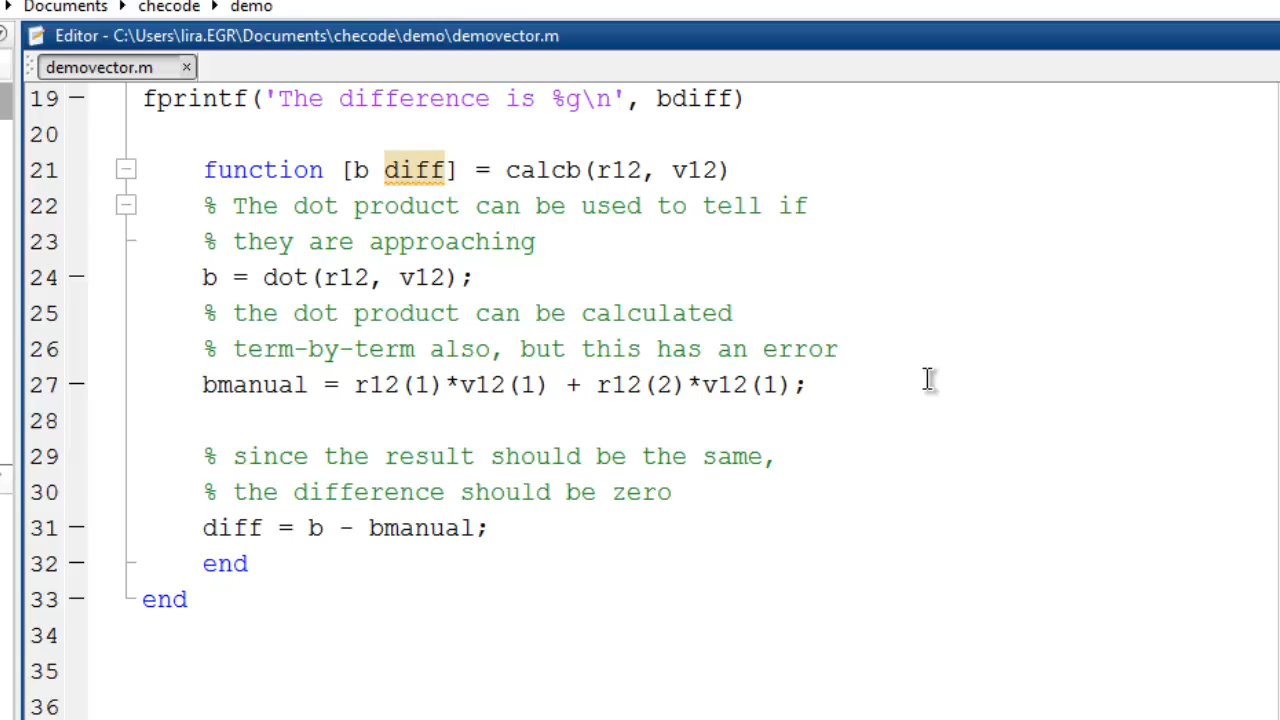 Documents ▸ checode ▸ demo
Editor - C:\Users\lira.EGR\Documents\checode\demo\demovector.m
demovector.m ×
19 – fprintf('The difference is %g\n', bdiff)
20
21 function [b diff] = calcb(r12, v12)
22 % The dot product can be used to tell if
23 % they are approaching
24 – b = dot(r12, v12);
25 % the dot product can be calculated
26 % term-by-term also, but this has an error
27 – bmanual = r12(1)*v12(1) + r12(2)*v12(1);
28
29 % since the result should be the same,
30 % the difference should be zero
31 – diff = b - bmanual;
32 – end
33 – end
34
35
36